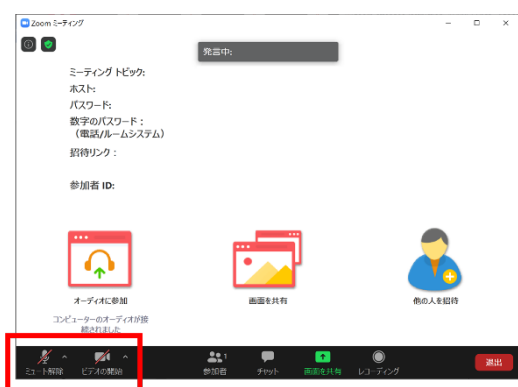 Zoom ミーティング
発言中:
ミーティング トピック:
ホスト:
パスワード:
数字のパスワード：
（電話/ルームシステム）
招待リンク：
参加者 ID:
オーディオに参加
画面を共有
他の人を招待
コンピューターのオーディオが接
続されました
ミュート解除
ビデオの開始
1
参加者
チャット
画面を共有
レコーディング
退出